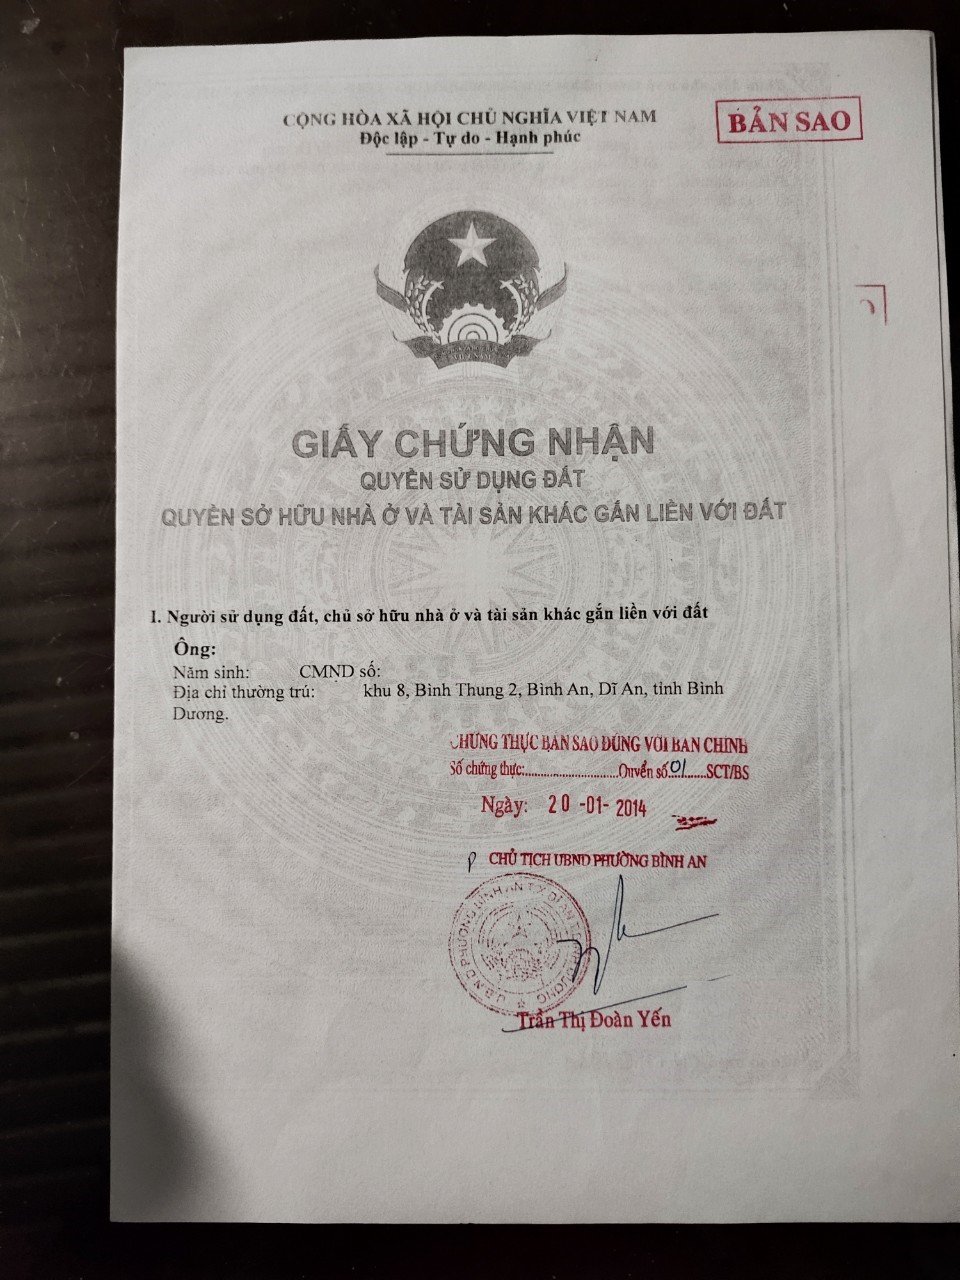 CỘNG HÒA XÃ HỘI CHỦ NGHĨA VIỆT NAM
Độc lập - Tự do - Hạnh phúc
BẢN SAO
GIẤY CHỨNG NHẬN
QUYỀN SỬ DỤNG ĐẤT
QUYỀN SỞ HỮU NHÀ Ở VÀ TÀI SẢN KHÁC GẮN LIỀN VỚI ĐẤT
I. Người sử dụng đất, chủ sở hữu nhà ở và tài sản khác gắn liền với đất
Ông:
Năm sinh: CMND số:
Địa chỉ thường trú: khu 8, Bình Thung 2, Bình An, Dĩ An, tỉnh Bình
Dương.
CHỨNG THỰC BẢN SAO ĐÚNG VỚI BẢN CHÍNH
Số chứng thực:..............................Quyển số:01......SCT/BS
Ngày: 20 -01- 2014
P CHỦ TỊCH UBND PHƯỜNG BÌNH AN
U.B.N.D PHƯỜNG BÌNH AN T.X DĨ AN
Trần Thị Đoàn Yến